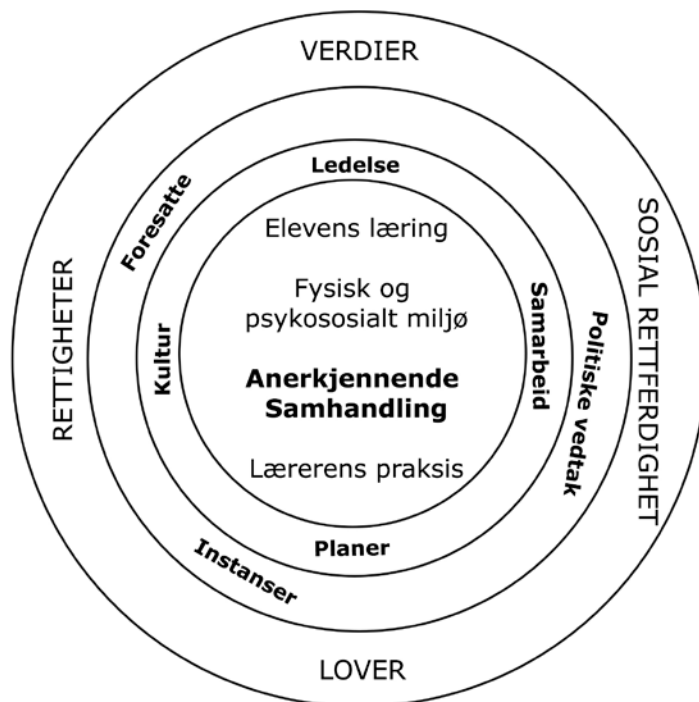 VERDIER
Ledelse
Foresatte
Elevens læring
SOSIAL RETTFERDIGHET
Fysisk og
psykososialt miljø
RETTIGHETER
Kultur
Samarbeid
Politiske vedtak
Anerkjennende
Samhandling
Lærerens praksis
Planer
Instanser
LOVER